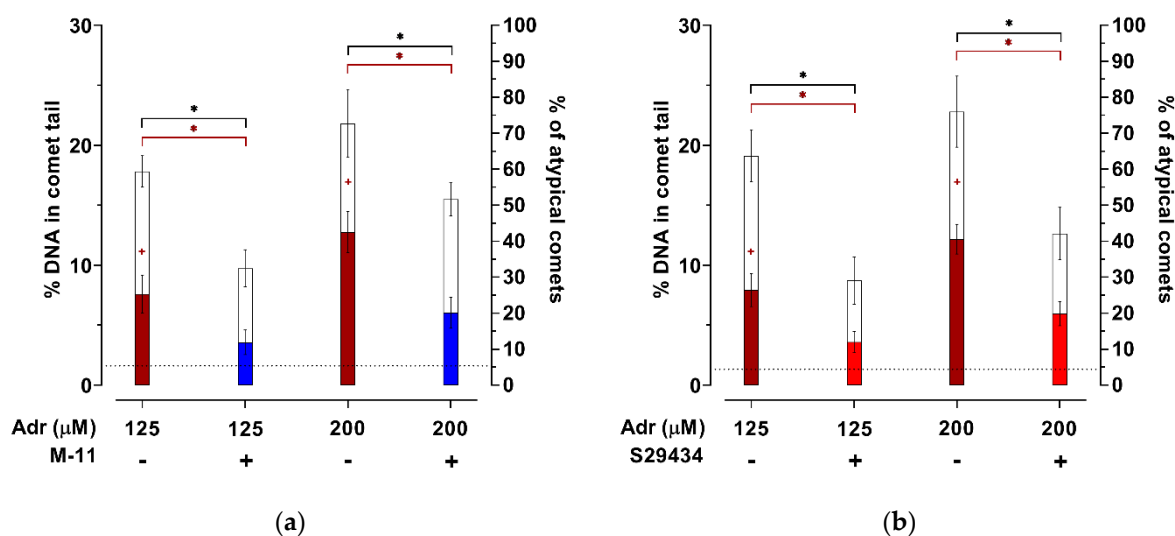 30
20
10
0
% DNA in comet tail
100
90
80
70
60
50
40
30
20
10
0
% of atypical comets
* * * *
+ +
Adr (μM) 125 125 200 200
M-11 - + - +
(a)
30
20
10
0
% DNA in comet tail
100
90
80
70
60
50
40
30
20
10
0
% of atypical comets
* * * *
+ +
Adr (μM) 125 125 200 200
S29434 - + - +
(b)